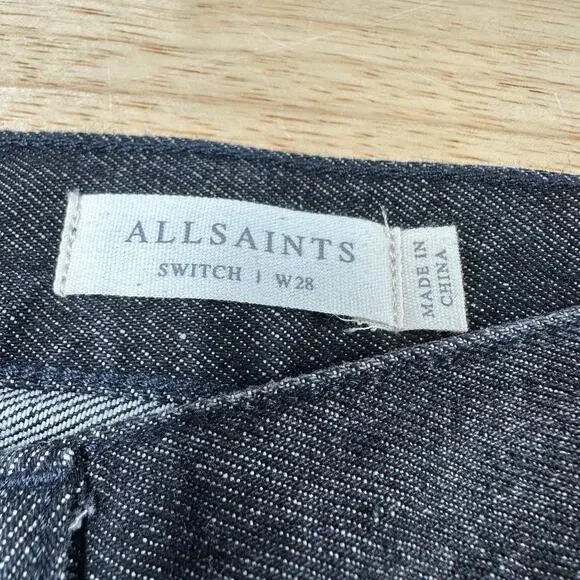 ALLSAINTS
SWITCH | W28
MADE IN
CHINA